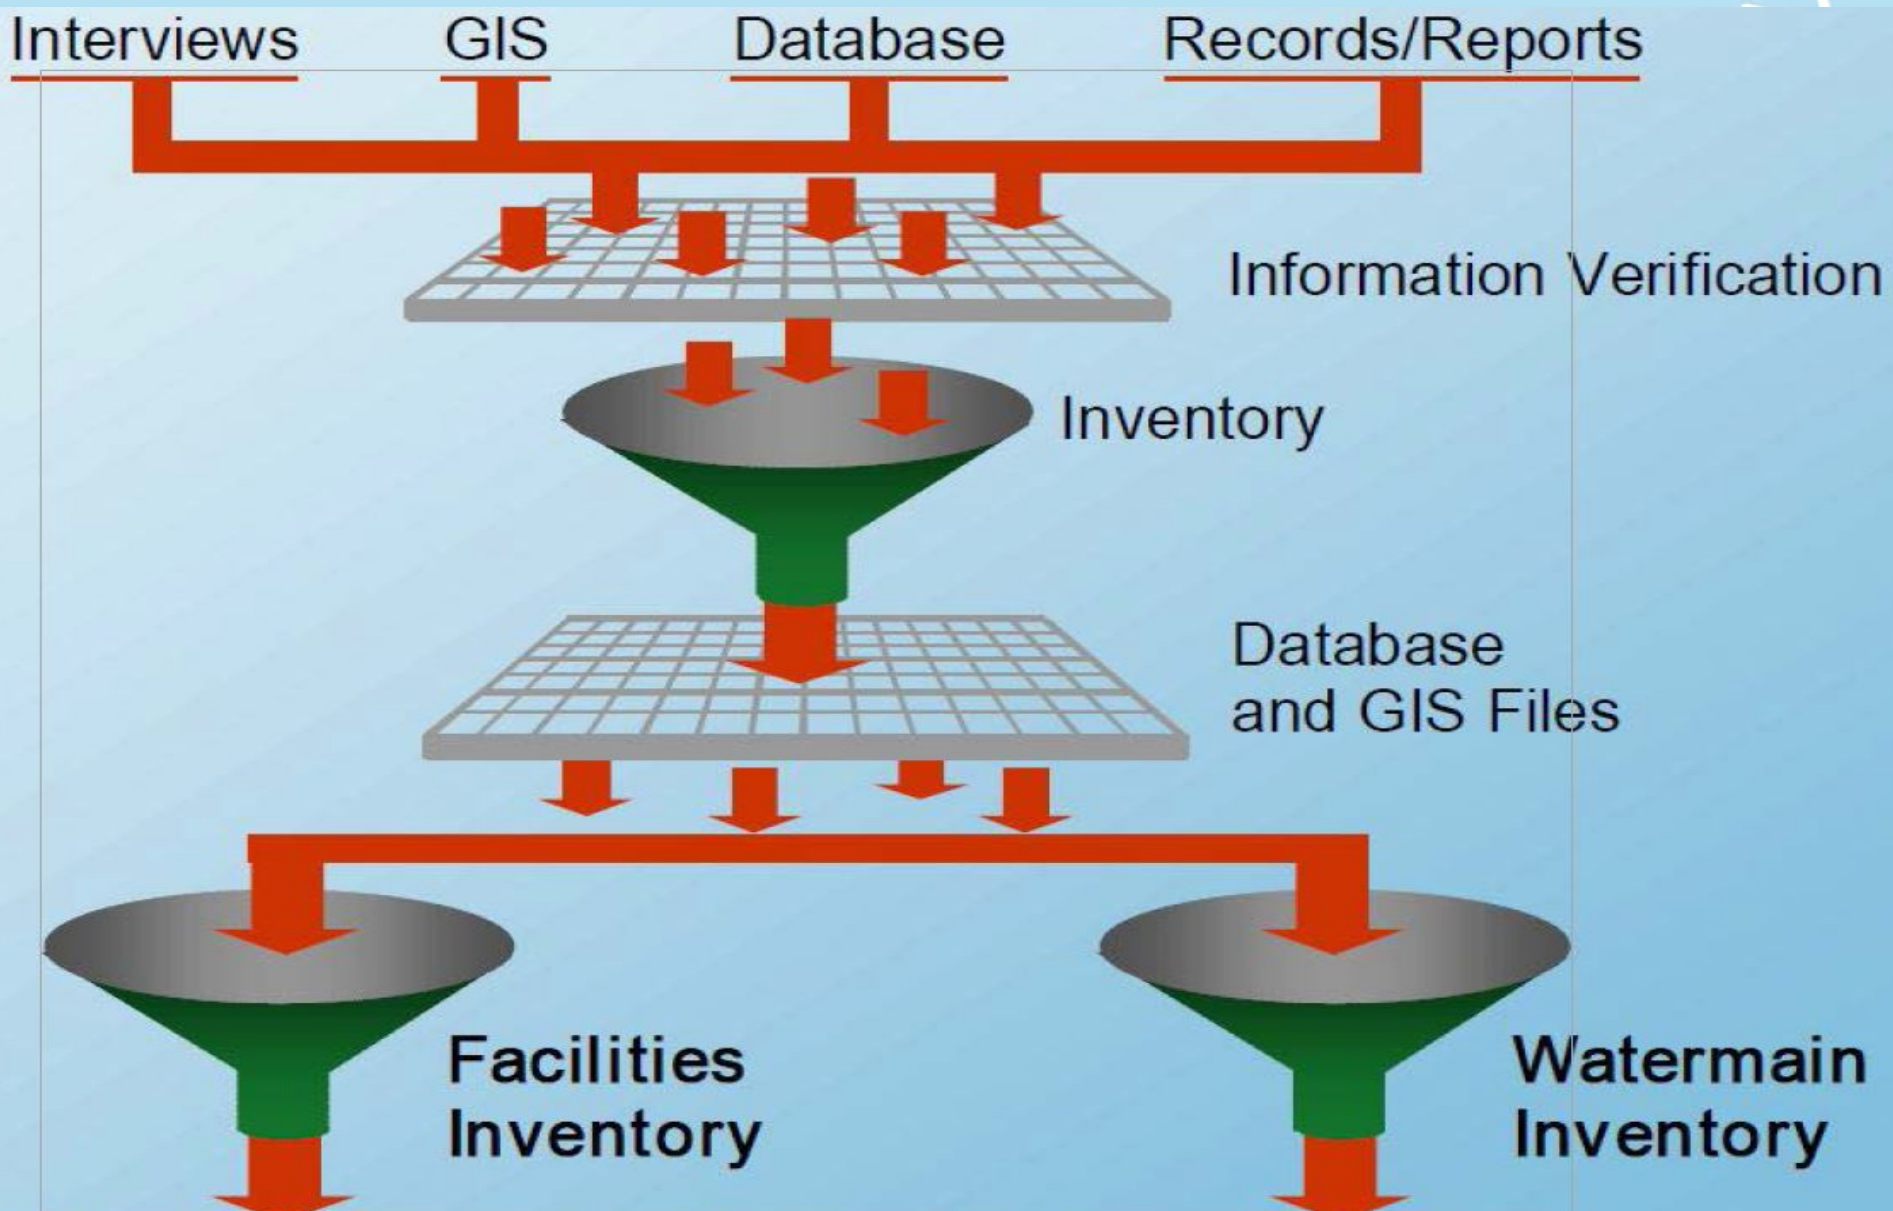 Interviews GIS Database Records/Reports
Information Verification
Inventory
Database
and GIS Files
Facilities
Inventory
Watermain
Inventory